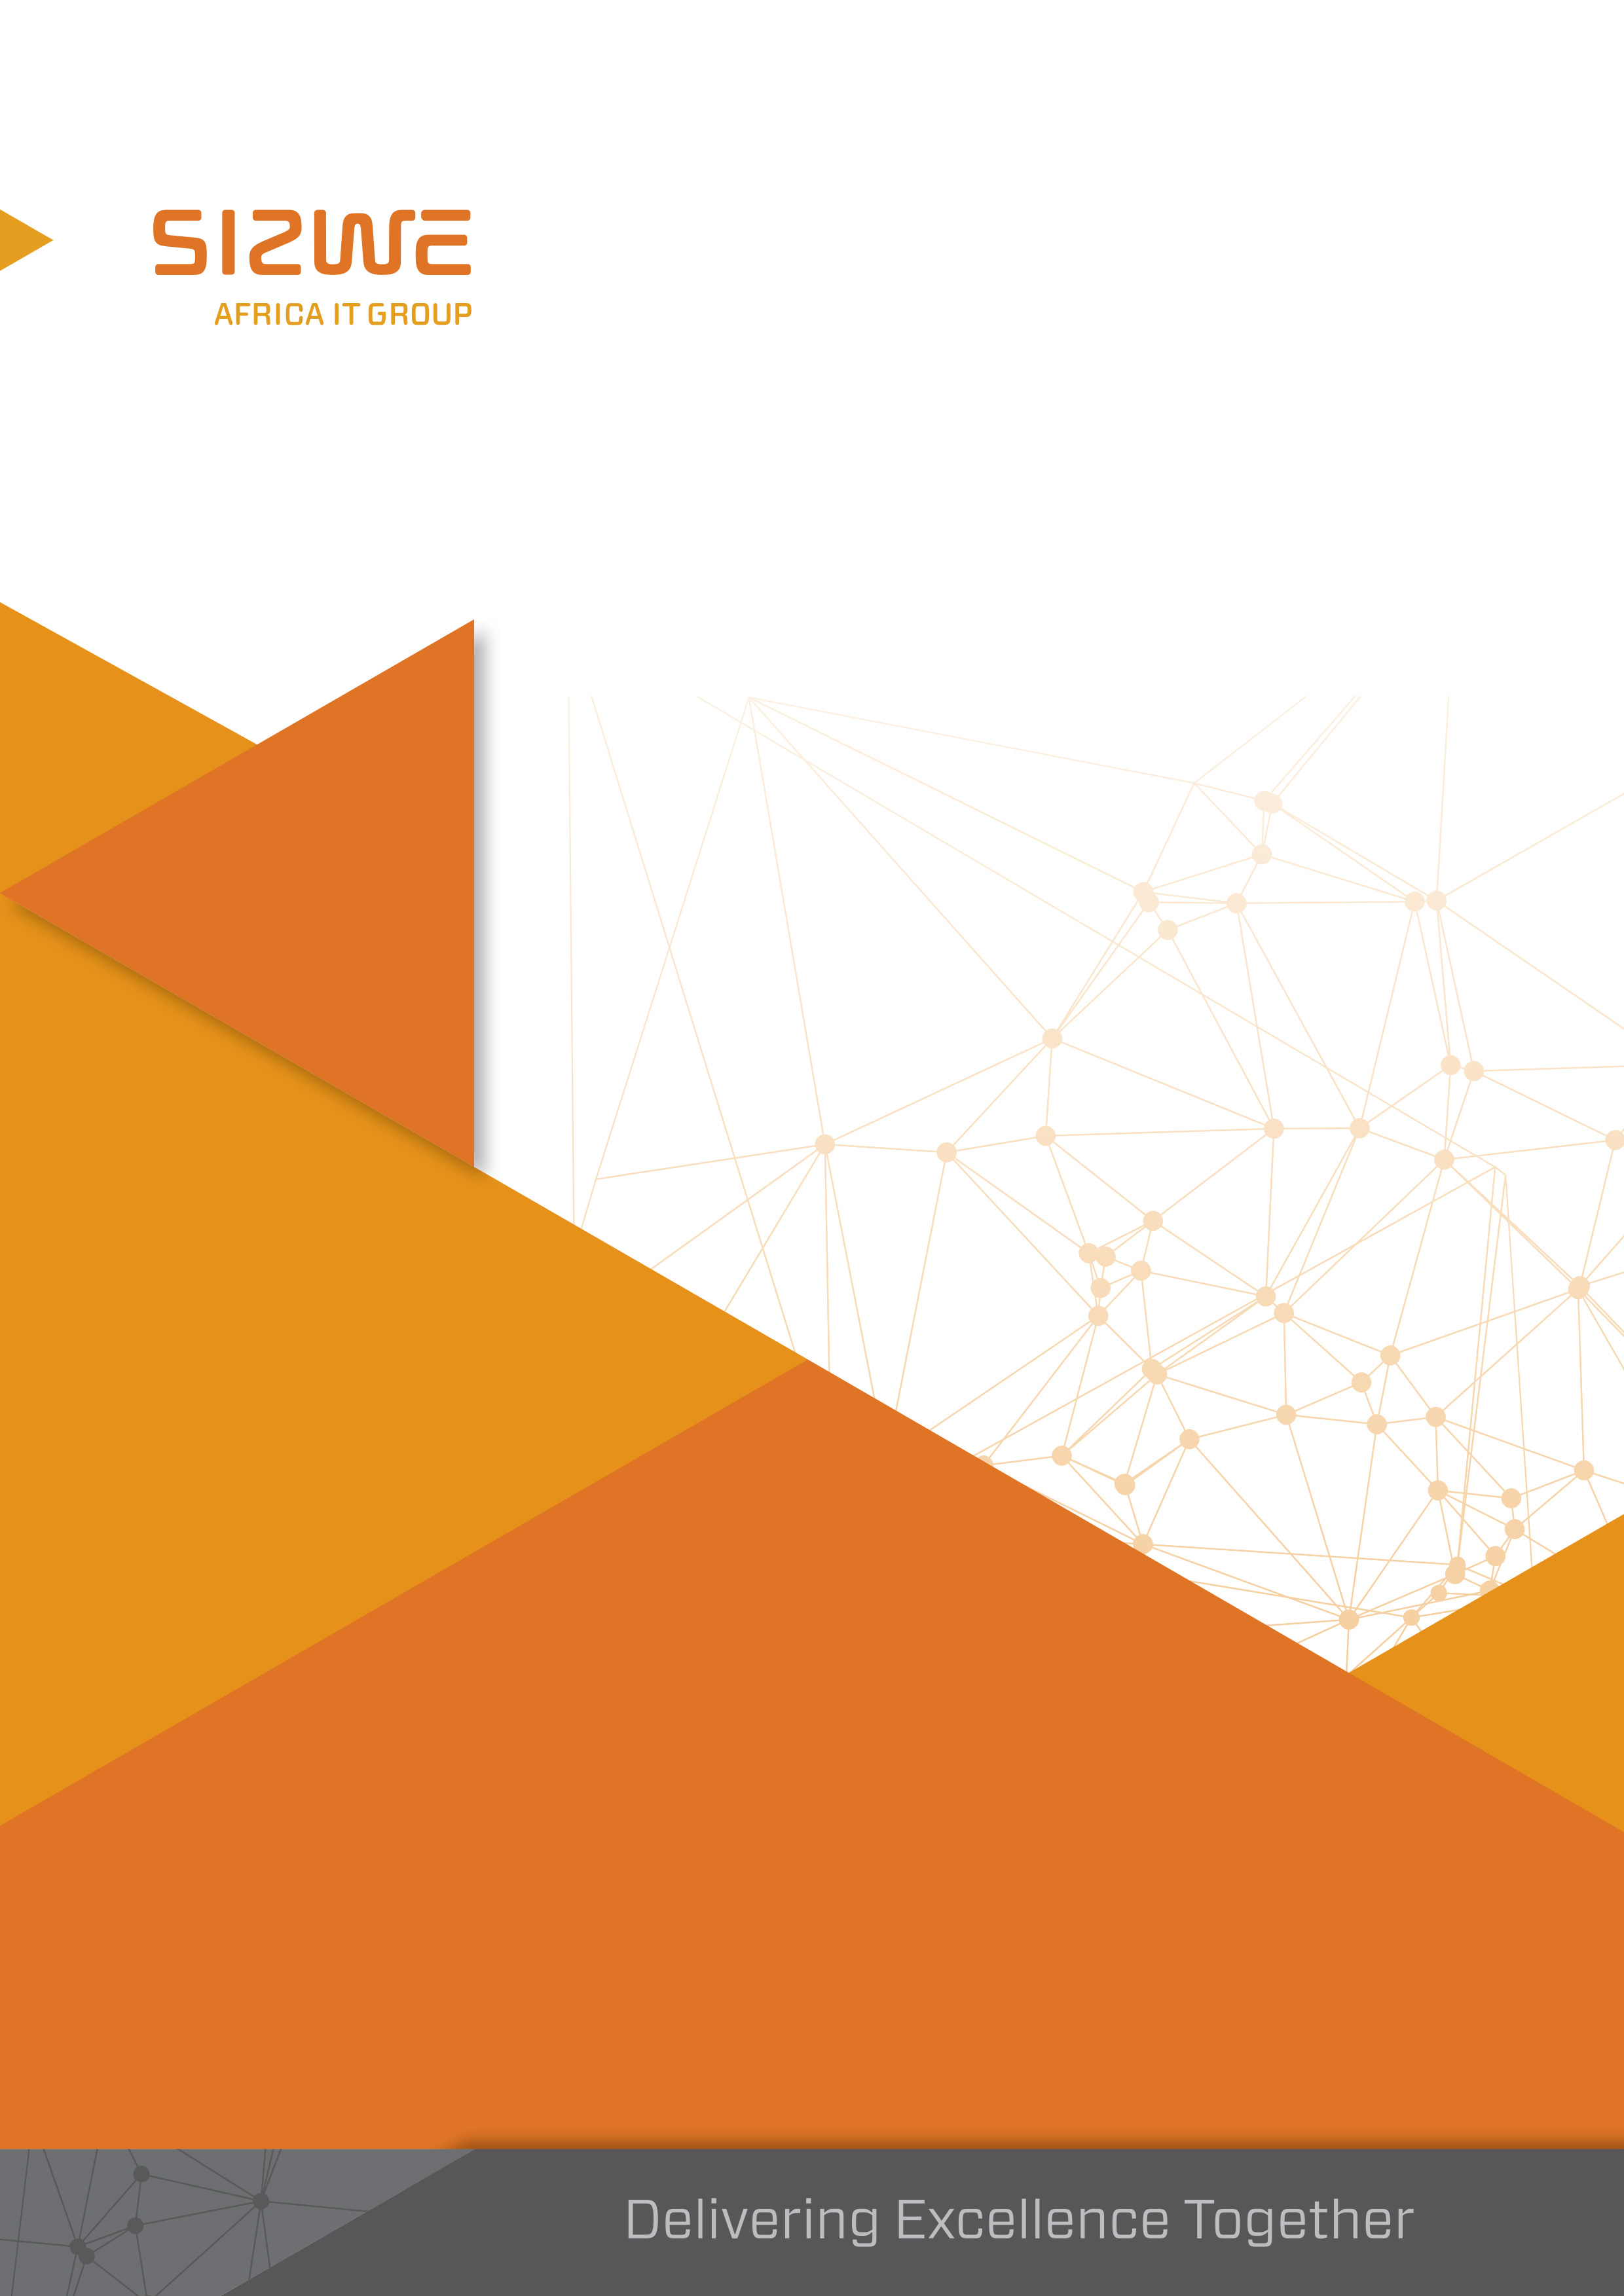 SIZWE
AFRICA IT GROUP
Delivering Excellence Together